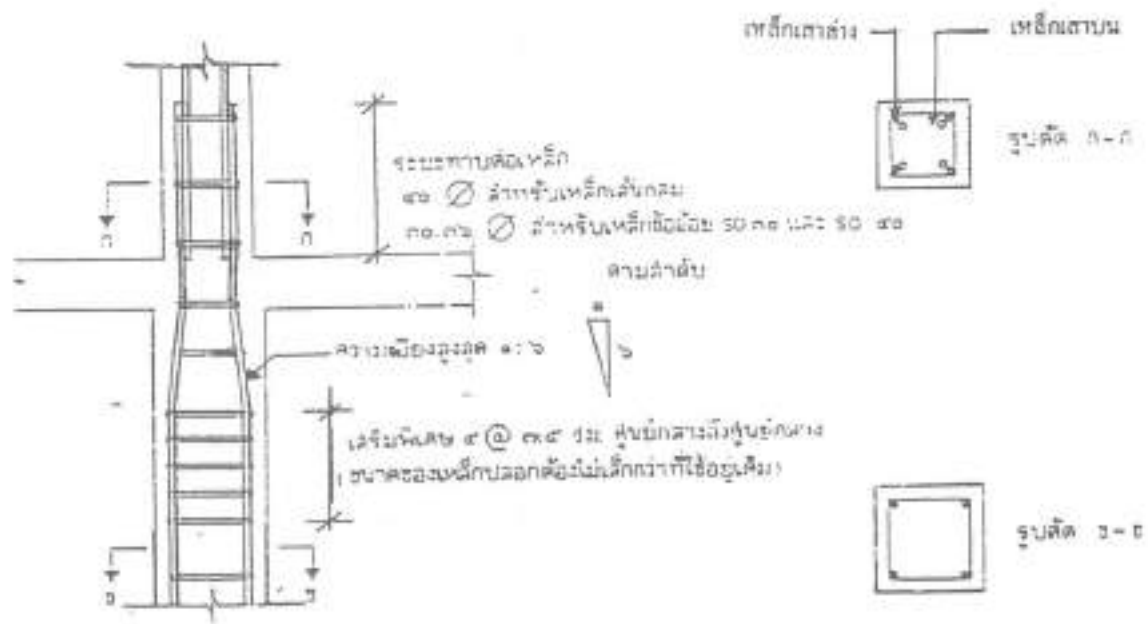 เหล็กเสาล่าง
เหล็กเสาบน
รูปตัด ก-ก
ระยะทาบต่อเหล็ก
๔๐ ∅ สำหรับเหล็กเส้นกลม
∅ สำหรับเหล็กข้ออ้อย SD ๓๐ และ SD ๔๐
ตามลำดับ
ก
ก
๑
๖
ความเอียงสูงสุด ๑:๖
เสริมพิเศษ ๕ @ ซม. ศูนย์กลางถึงศูนย์กลาง
(ขนาดของเหล็กปลอกต้องไม่เล็กกว่าที่ใช้อยู่เดิม)
รูปตัด ข-ข
ข
ข